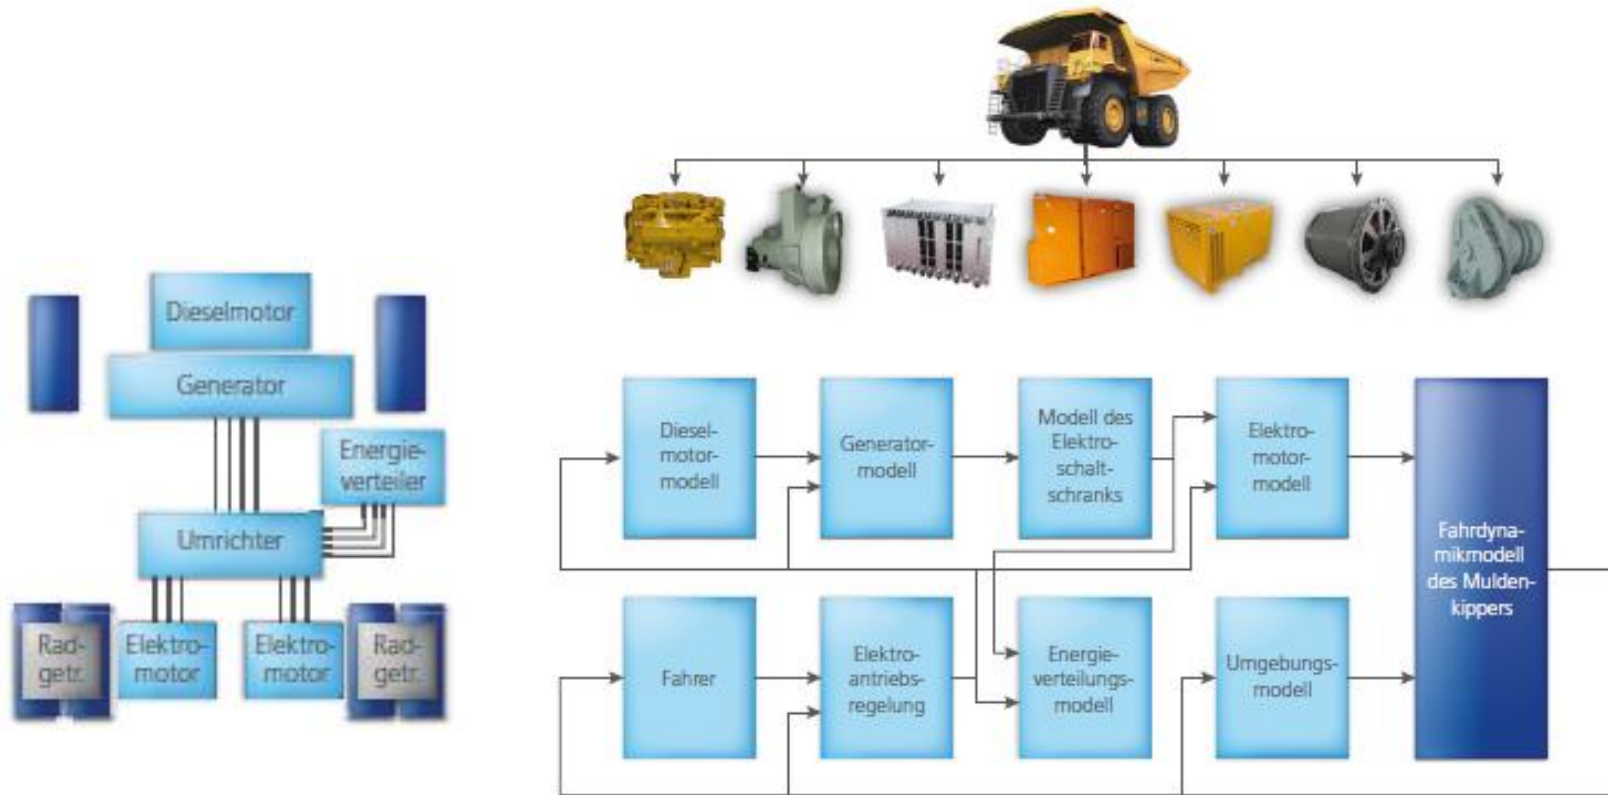 Dieselmotor
Generator
Energie-
verteiler
Umrichter
Rad-
getr.
Elektro-
motor
Elektro-
motor
Rad-
getr.
Diesel-
motor-
modell
Generator-
modell
Modell des
Elektro-
schalt-
schranks
Elektro-
motor-
modell
Fahrdyna-
mikmodell
des Mulden-
kippers
Fahrer
Elektro-
antriebs-
regelung
Energie-
verteilungs-
modell
Umgebungs-
modell